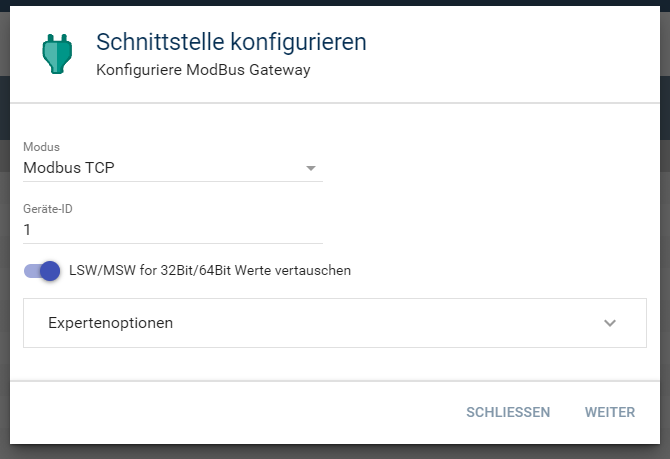 Schnittstelle konfigurieren
Konfiguriere ModBus Gateway
Modus
Modbus TCP
Geräte-ID
1
LSW/MSW for 32Bit/64Bit Werte vertauschen
Expertenoptionen
SCHLIESSEN WEITER